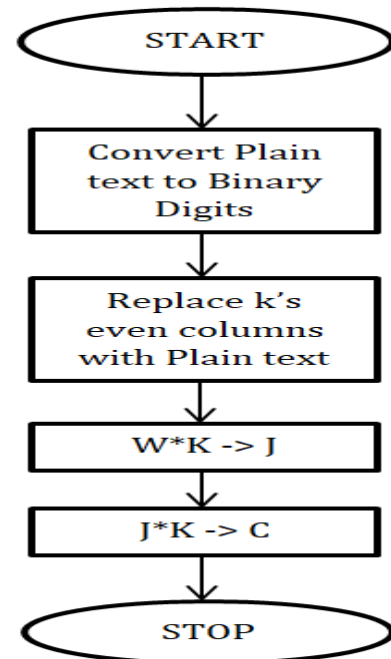 START
Convert Plain
text to Binary
Digits
Replace k's
even columns
with Plain text
W*K -> J
J*K -> C
STOP